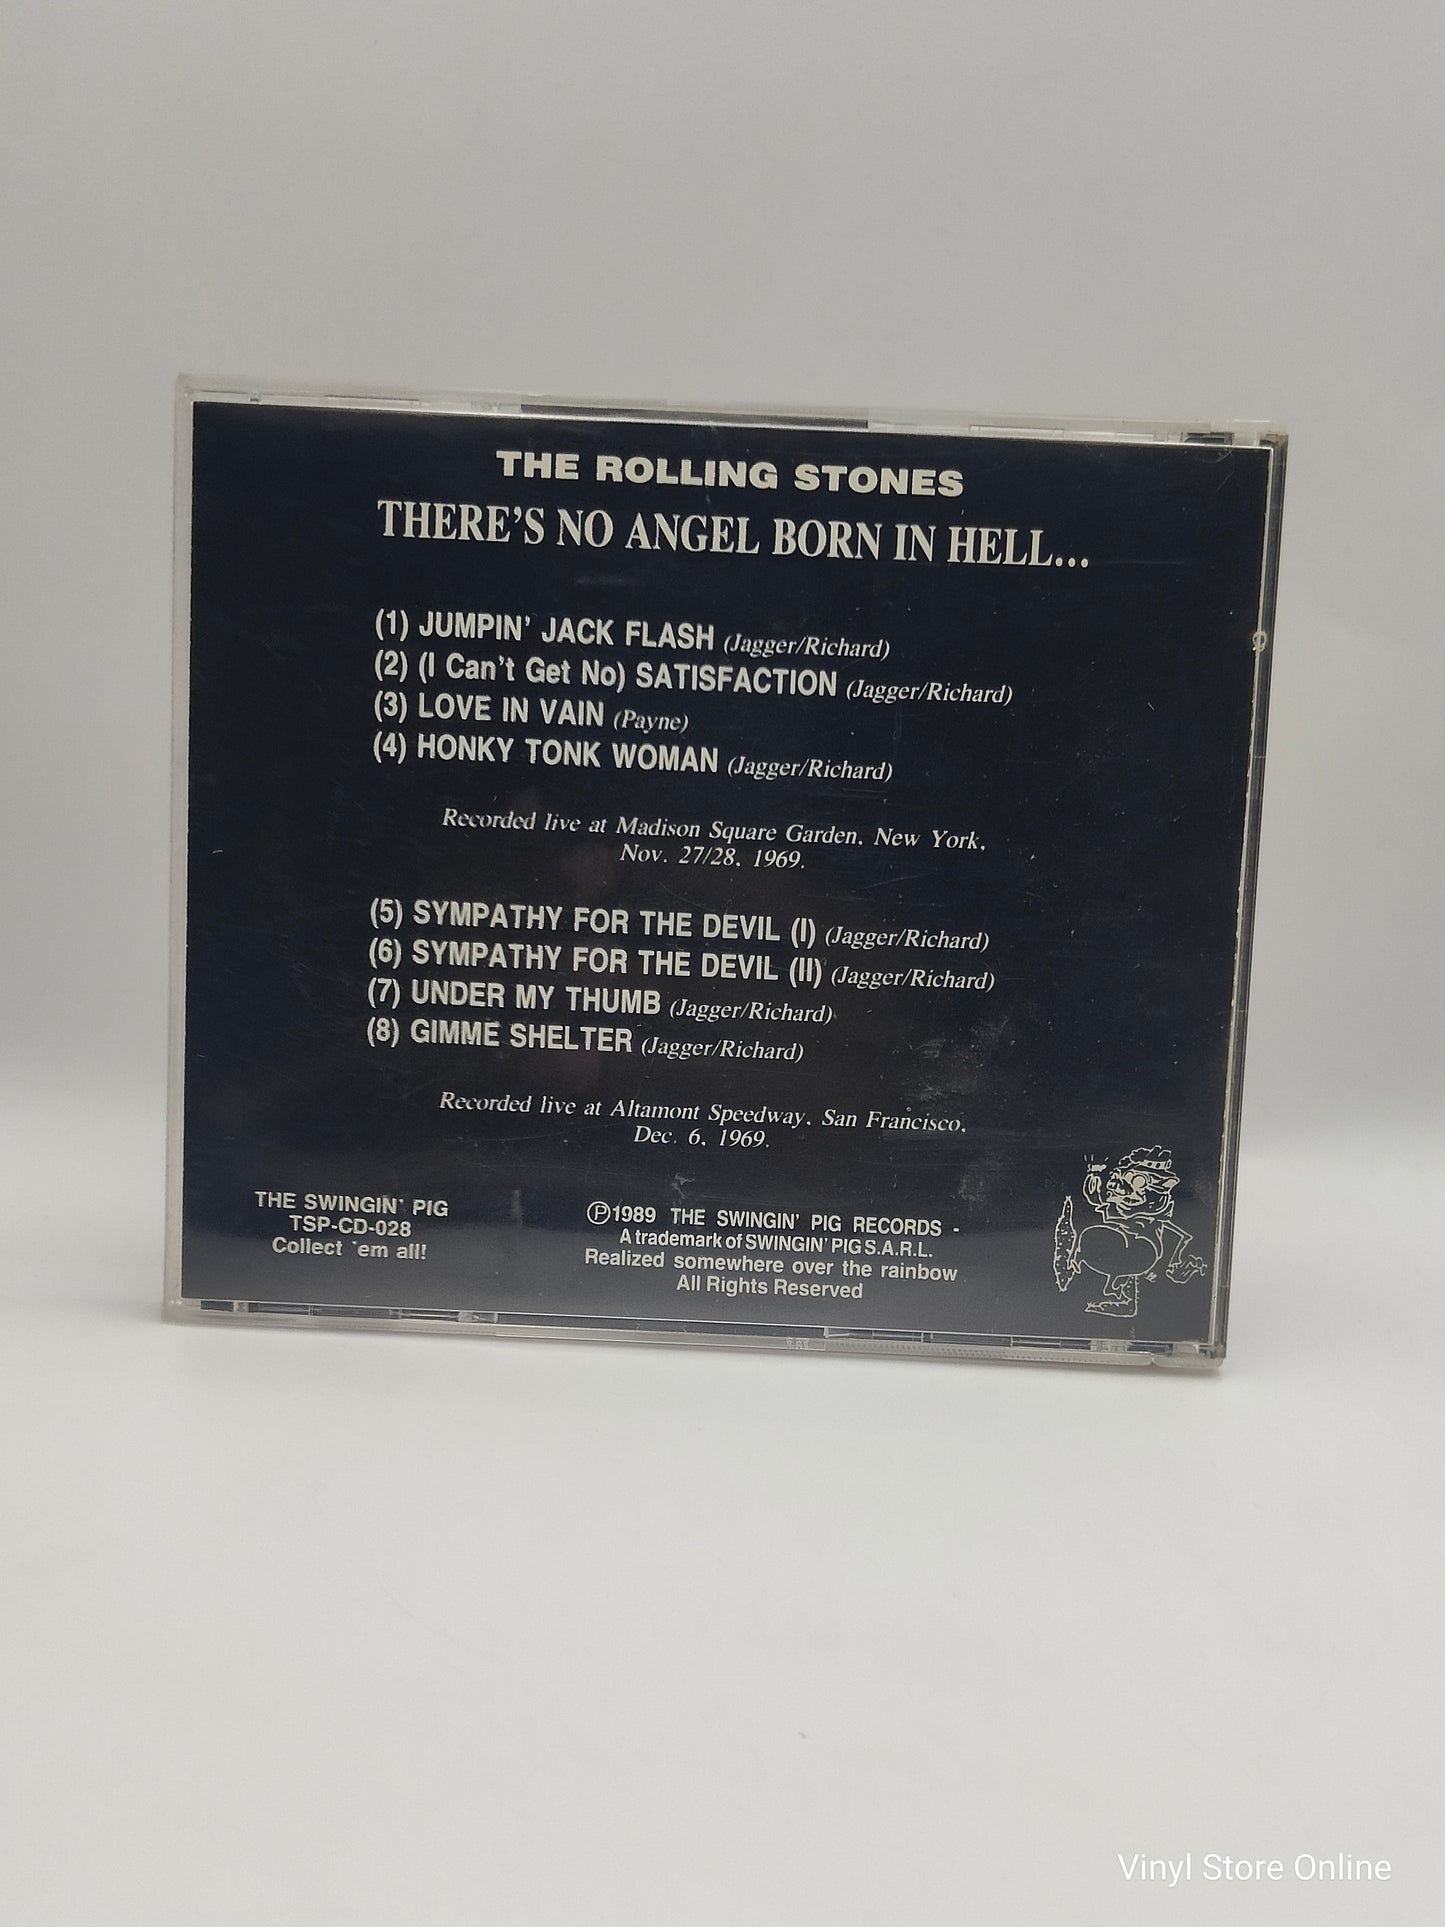 THE ROLLING STONES
THERE'S NO ANGEL BORN IN HELL...
(1) JUMPIN' JACK FLASH (Jagger/Richard)
(2) (I Can't Get No) SATISFACTION (Jagger/Richard)
(3) LOVE IN VAIN (Payne)
(4) HONKY TONK WOMAN (Jagger/Richard)
Recorded live at Madison Square Garden, New York,
Nov. 27/28, 1969.
(5) SYMPATHY FOR THE DEVIL (I) (Jagger/Richard)
(6) SYMPATHY FOR THE DEVIL (II) (Jagger/Richard)
(7) UNDER MY THUMB (Jagger/Richard)
(8) GIMME SHELTER (Jagger/Richard)
Recorded live at Altamont Speedway, San Francisco,
Dec. 6, 1969.
THE SWINGIN' PIG
TSP-CD-028
Collect 'em all!
Ⓟ1989 THE SWINGIN' PIG RECORDS -
A trademark of SWINGIN' PIG S.A.R.L.
Realized somewhere over the rainbow
All Rights Reserved
Vinyl Store Online